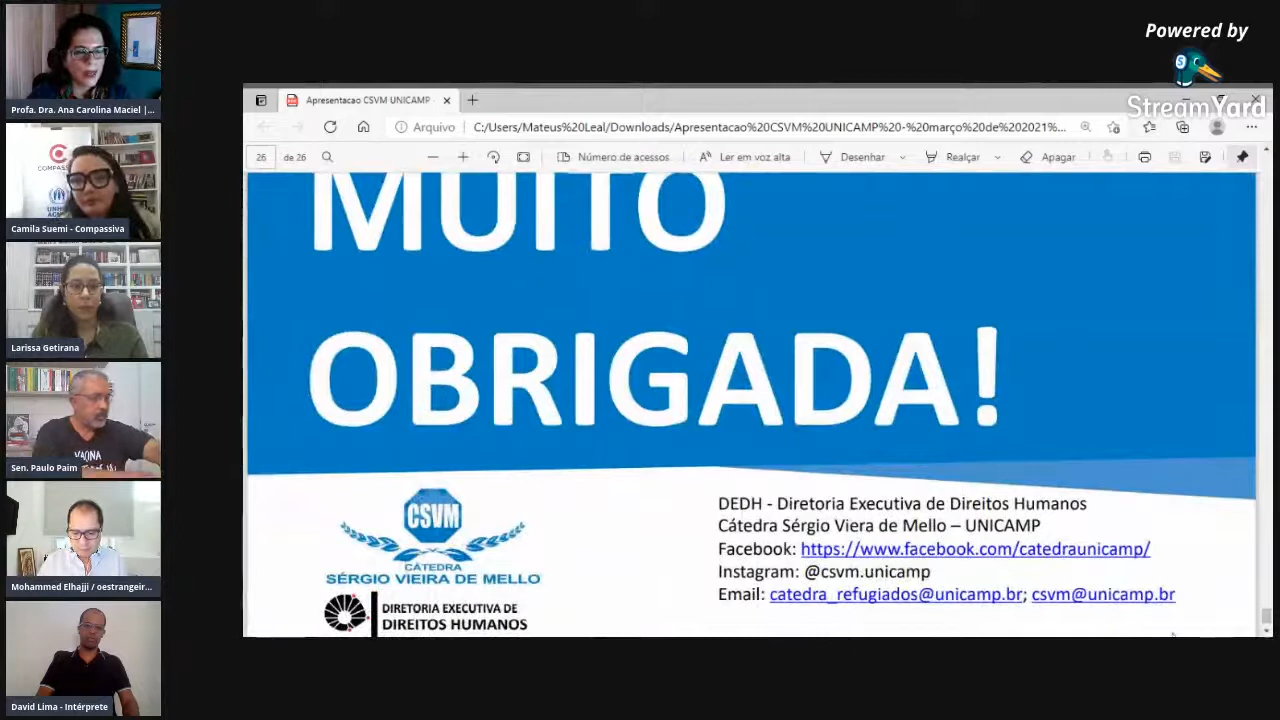 Powered by
StreamYard
Profa. Dra. Ana Carolina Maciel |...
COMPASS
Camila Suemi - Compassiva
Larissa Getirana
Sen. Paulo Paim
Mohammed Elhajji / oestrangeir...
David Lima - Intérprete
Apresentacao CSVM UNICAMP
Arquivo
C:/Users/Mateus%20Leal/Downloads/Apresentacao%20CSVM%20UNICAMP%20-%20março%20de%202021%...
26 de 26
Número de acessos
Ler em voz alta
Desenhar
Realçar
Apagar
MUITO
OBRIGADA!
CSVM
CÁTEDRA
SÉRGIO VIEIRA DE MELLO
DIRETORIA EXECUTIVA DE
DIREITOS HUMANOS
DEDH - Diretoria Executiva de Direitos Humanos
Cátedra Sérgio Viera de Mello – UNICAMP
Facebook: https://www.facebook.com/catedraunicamp/
Instagram: @csvm.unicamp
Email: catedra_refugiados@unicamp.br; csvm@unicamp.br